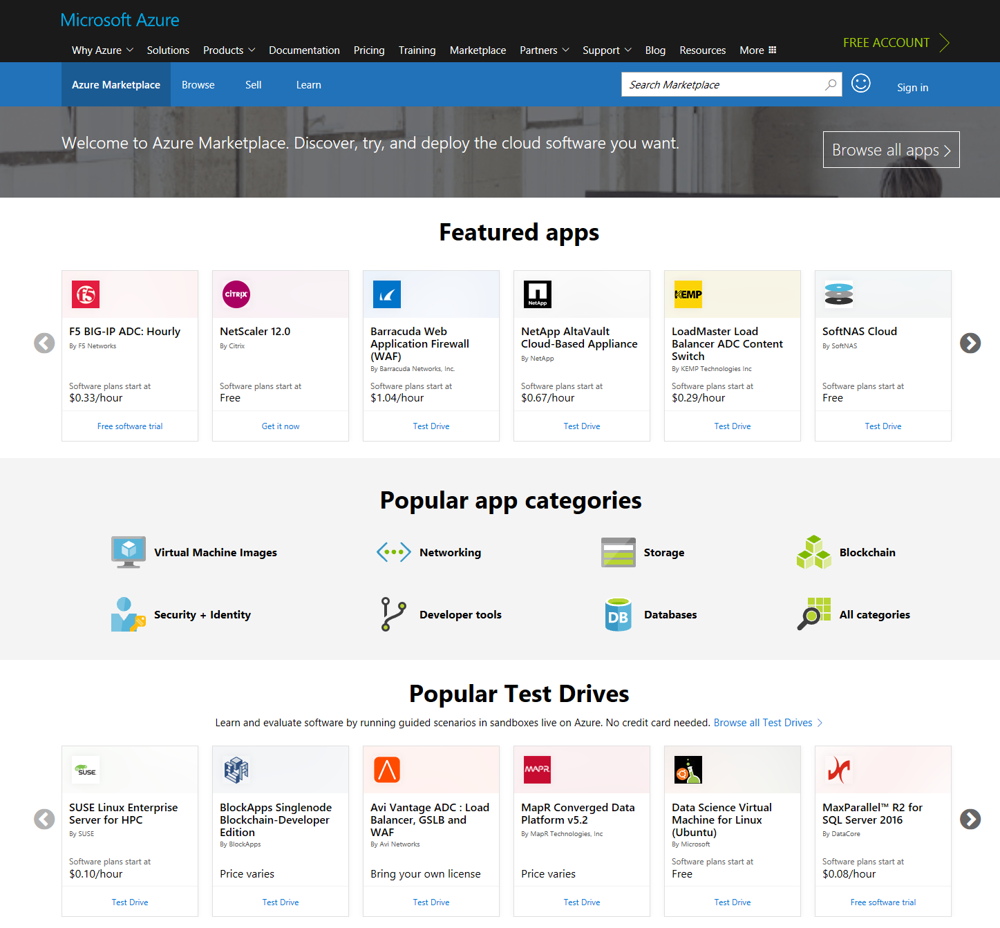 Microsoft Azure
Why Azure Solutions Products Documentation Pricing Training Marketplace Partners Support Blog Resources More
FREE ACCOUNT
Azure Marketplace Browse Sell Learn
Search Marketplace
Sign in
Welcome to Azure Marketplace. Discover, try, and deploy the cloud software you want.
Browse all apps
Featured apps
f5
F5 BIG-IP ADC: Hourly
By F5 Networks
Software plans start at
$0.33/hour
Free software trial
CİTRIX
NetScaler 12.0
By Citrix
Software plans start at
Free
Get it now
Barracuda Web
Application Firewall
(WAF)
By Barracuda Networks, Inc.
Software plans start at
$1.04/hour
Test Drive
NetApp
NetApp AltaVault
Cloud-Based Appliance
By NetApp
Software plans start at
$0.67/hour
Test Drive
KEMP
LoadMaster Load
Balancer ADC Content
Switch
By KEMP Technologies Inc
Software plans start at
$0.29/hour
Test Drive
SoftNAS Cloud
By SoftNAS
Software plans start at
Free
Test Drive
Popular app categories
Virtual Machine Images
Networking
Storage
Blockchain
Security + Identity
Developer tools
DB
Databases
All categories
Popular Test Drives
Learn and evaluate software by running guided scenarios in sandboxes live on Azure. No credit card needed. Browse all Test Drives
SUSE
SUSE Linux Enterprise
Server for HPC
By SUSE
Software plans start at
$0.10/hour
Test Drive
BlockApps Singlenode
Blockchain-Developer
Edition
By BlockApps
Price varies
Test Drive
Avi Vantage ADC : Load
Balancer, GSLB and
WAF
By Avi Networks
Bring your own license
Test Drive
MAPR
MapR Converged Data
Platform v5.2
By MapR Technologies, Inc
Price varies
Test Drive
Data Science Virtual
Machine for Linux
(Ubuntu)
By Microsoft
Software plans start at
Free
Test Drive
MaxParallel™ R2 for
SQL Server 2016
By DataCore
Software plans start at
$0.08/hour
Free software trial